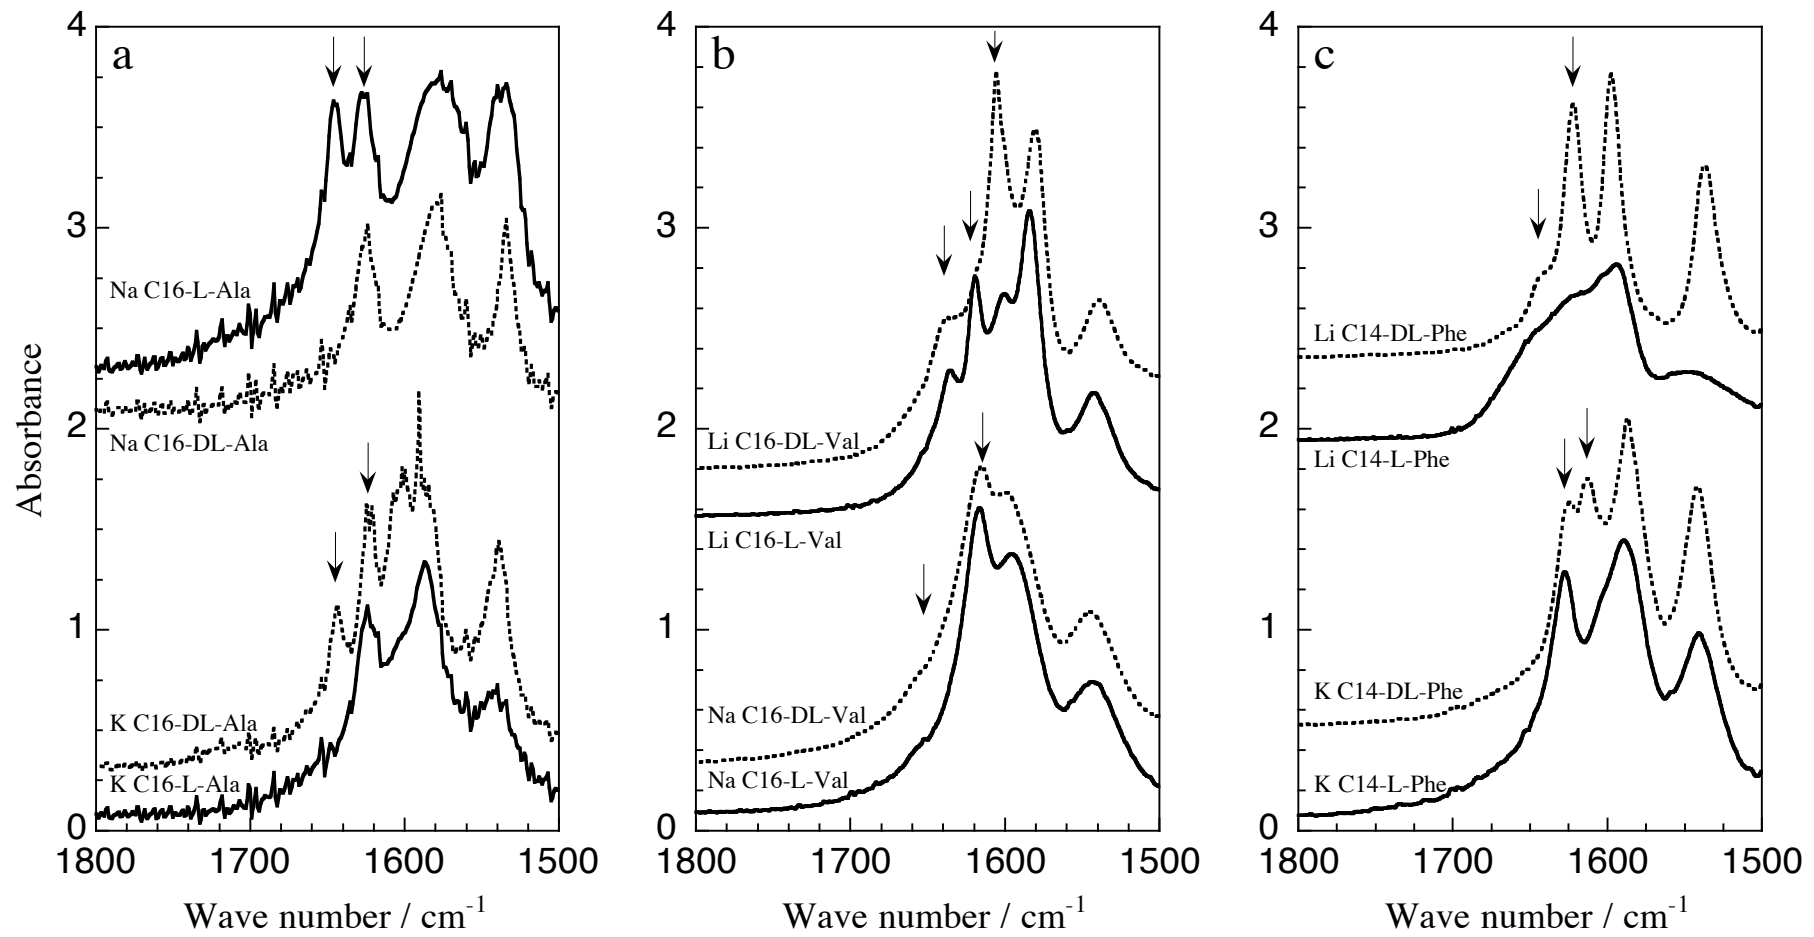 Absorbance
4
3
2
1
0
a
Na C16-L-Ala
Na C16-DL-Ala
K C16-DL-Ala
K C16-L-Ala
1800 1700 1600 1500
Wave number / cm-1
4
3
2
1
0
b
Li C16-DL-Val
Li C16-L-Val
Na C16-DL-Val
Na C16-L-Val
1800 1700 1600 1500
Wave number / cm-1
4
3
2
1
0
c
Li C14-DL-Phe
Li C14-L-Phe
K C14-DL-Phe
K C14-L-Phe
1800 1700 1600 1500
Wave number / cm-1